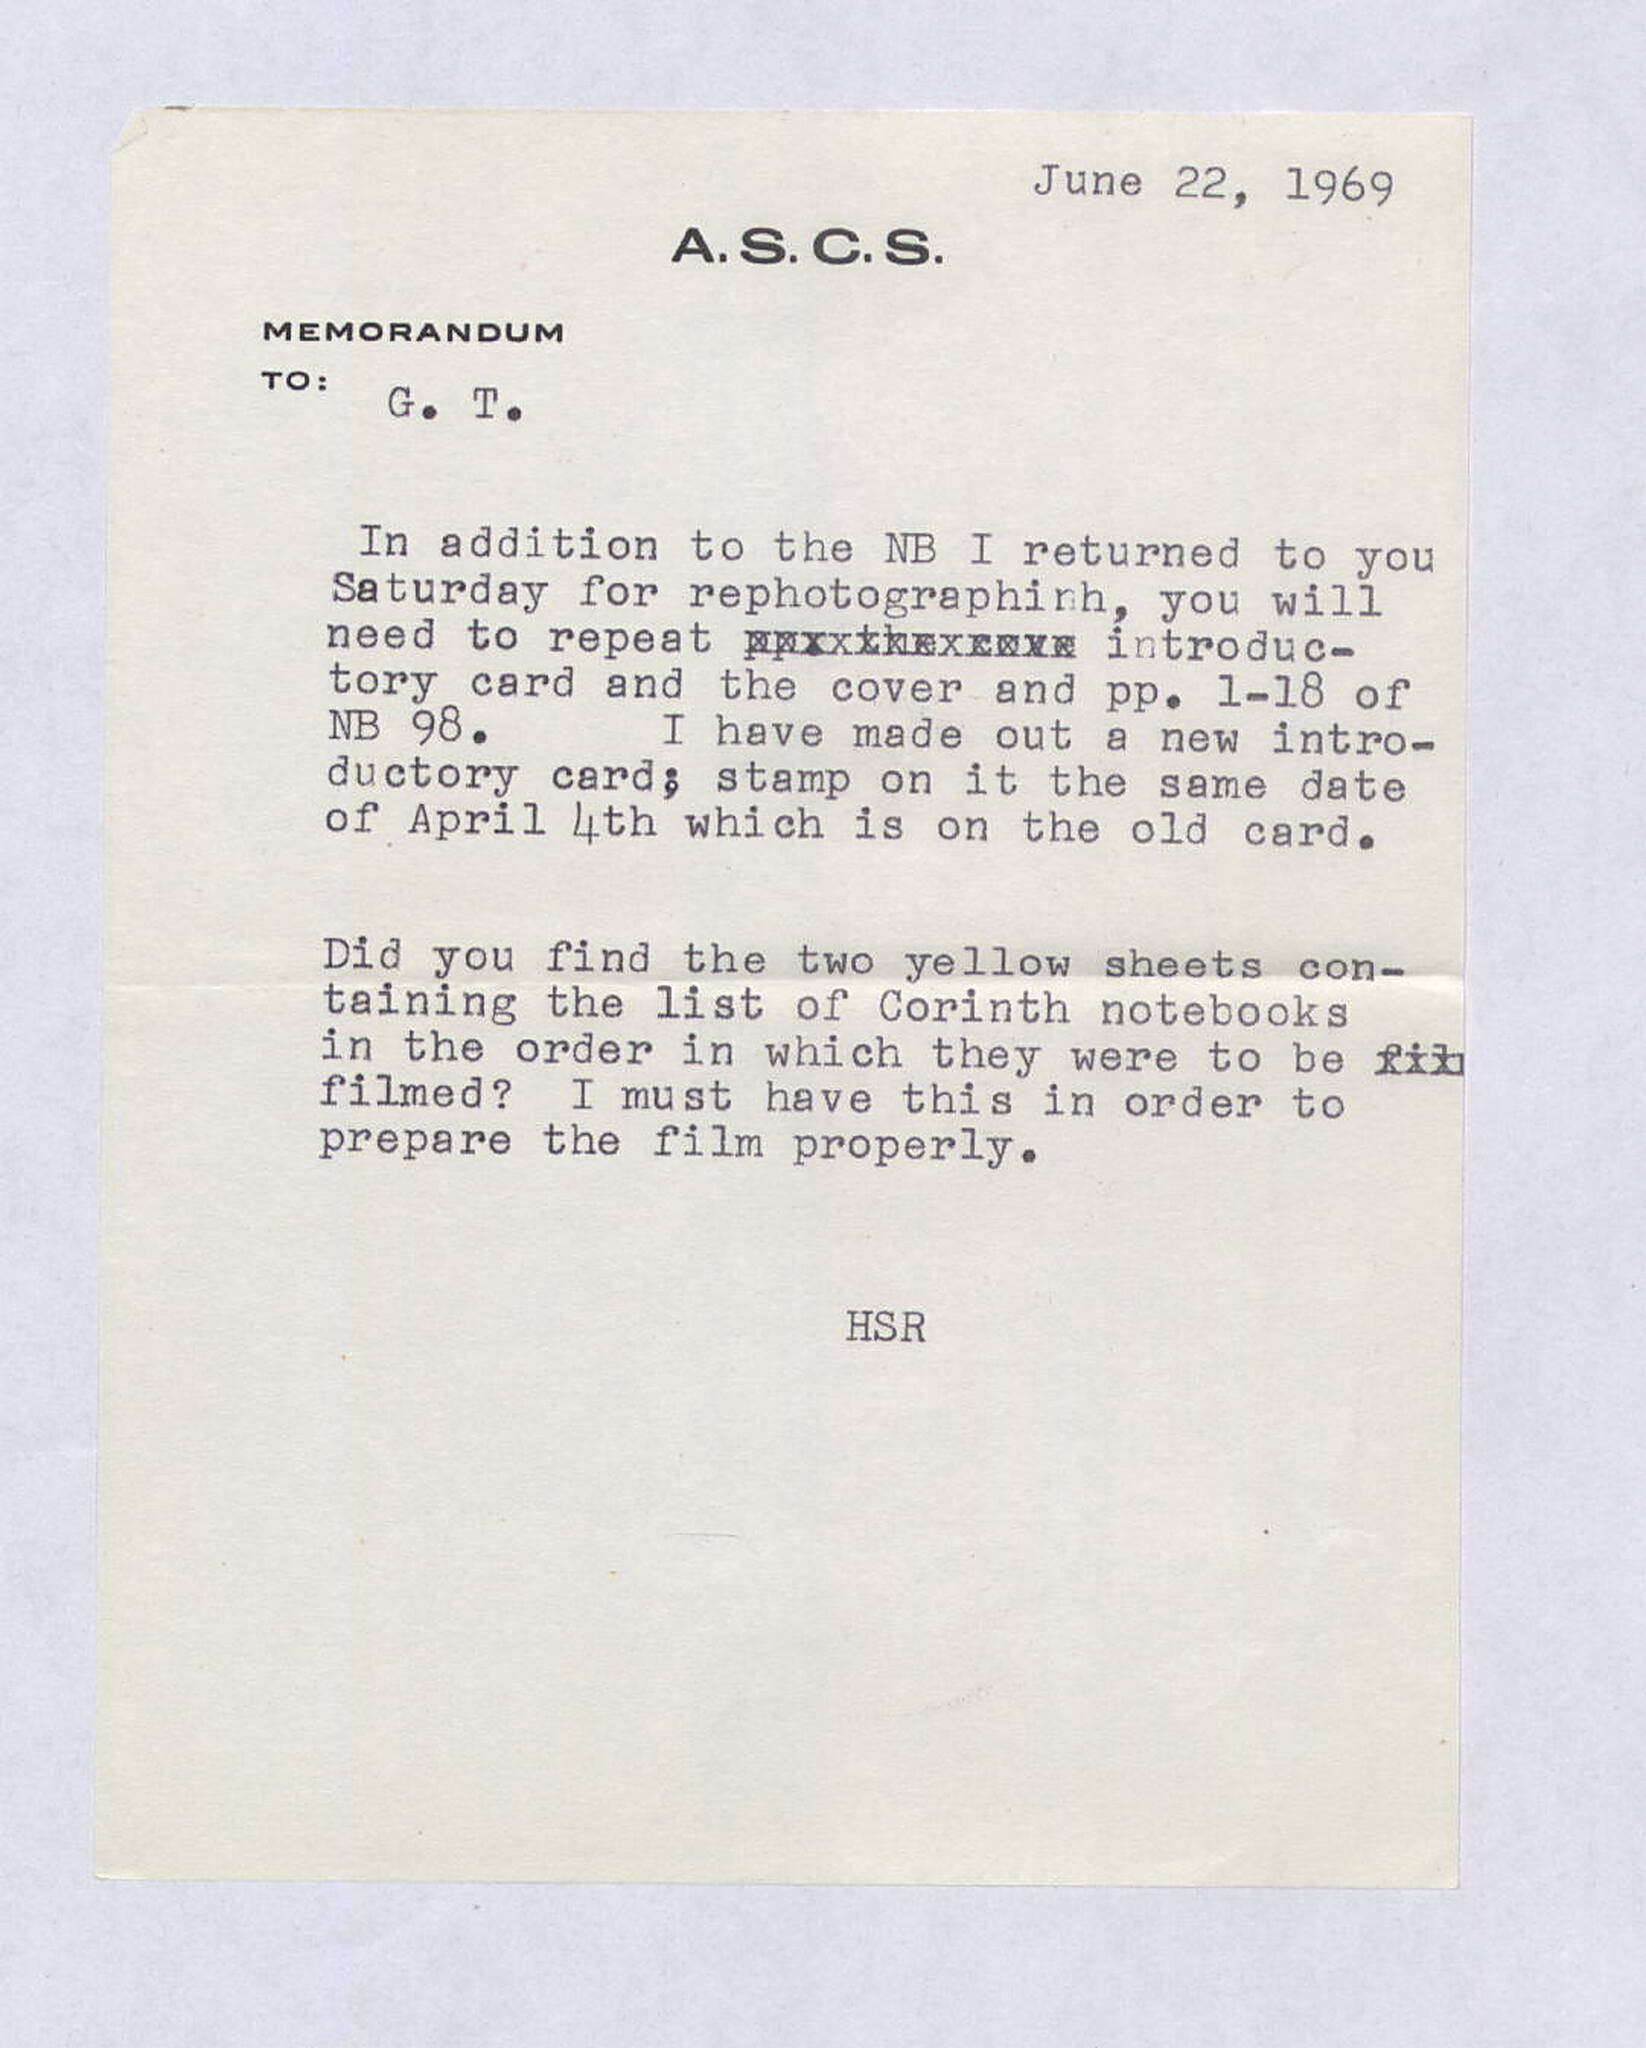 June 22, 1969
A.S.C.S.
MEMORANDUM
TO: G. T.
In addition to the NB I returned to you
Saturday for rephotographinh, you will
need to repeat introduc-
tory card and the cover and pp. 1-18 of
NB 98. I have made out a new intro-
ductory card; stamp on it the same date
of April 4th which is on the old card.
Did you find the two yellow sheets con-
taining the list of Corinth notebooks
in the order in which they were to be
filmed? I must have this in order to
prepare the film properly.
HSR